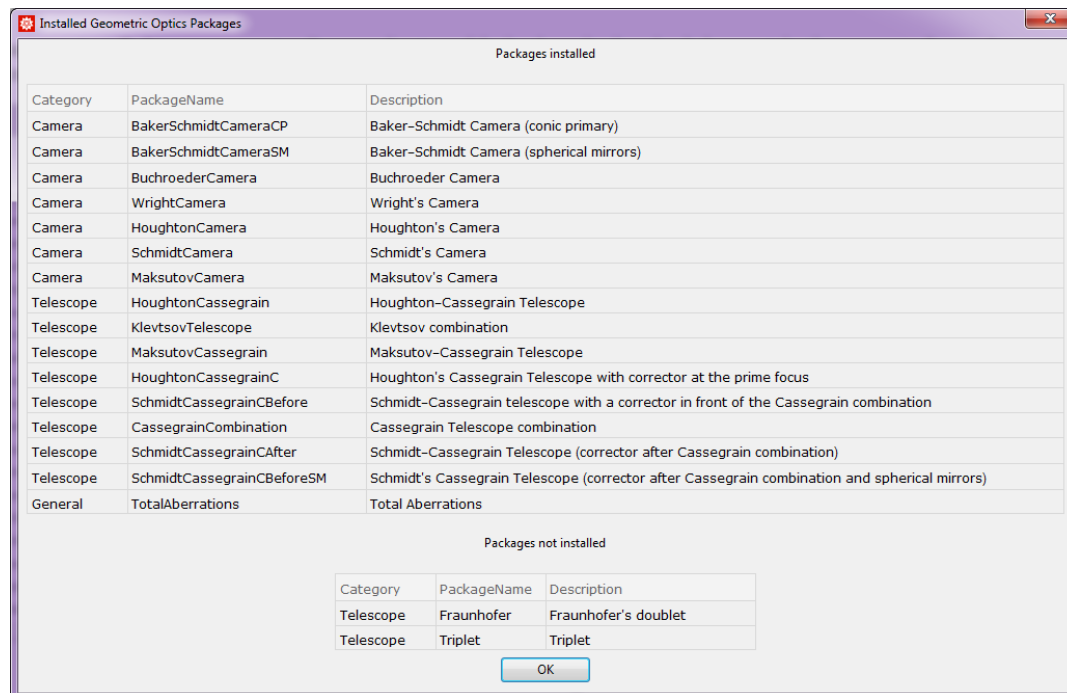 Installed Geometric Optics Packages
Packages installed
Category PackageName Description
Camera BakerSchmidtCameraCP Baker–Schmidt Camera (conic primary)
Camera BakerSchmidtCameraSM Baker–Schmidt Camera (spherical mirrors)
Camera BuchroederCamera Buchroeder Camera
Camera WrightCamera Wright's Camera
Camera HoughtonCamera Houghton's Camera
Camera SchmidtCamera Schmidt's Camera
Camera MaksutovCamera Maksutov's Camera
Telescope HoughtonCassegrain Houghton–Cassegrain Telescope
Telescope KlevtsovTelescope Klevtsov combination
Telescope MaksutovCassegrain Maksutov–Cassegrain Telescope
Telescope HoughtonCassegrainC Houghton's Cassegrain Telescope with corrector at the prime focus
Telescope SchmidtCassegrainCBefore Schmidt–Cassegrain telescope with a corrector in front of the Cassegrain combination
Telescope CassegrainCombination Cassegrain Telescope combination
Telescope SchmidtCassegrainCAfter Schmidt–Cassegrain Telescope (corrector after Cassegrain combination)
Telescope SchmidtCassegrainCBeforeSM Schmidt's Cassegrain Telescope (corrector after Cassegrain combination and spherical mirrors)
General TotalAberrations Total Aberrations
Packages not installed
Category PackageName Description
Telescope Fraunhofer Fraunhofer's doublet
Telescope Triplet Triplet
OK